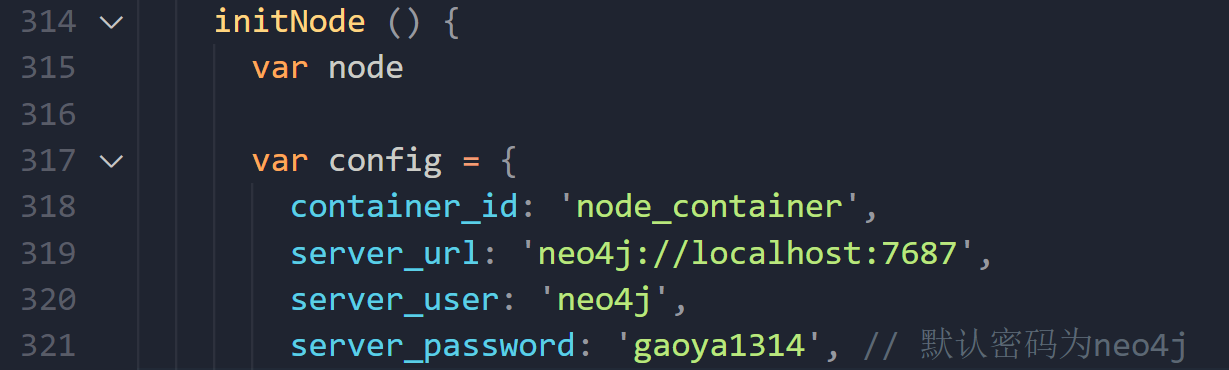 314 initNode () {
315 var node
316
317 var config = {
318 container_id: 'node_container',
319 server_url: 'neo4j://localhost:7687',
320 server_user: 'neo4j',
321 server_password: 'gaoya1314', // 默认密码为neo4j